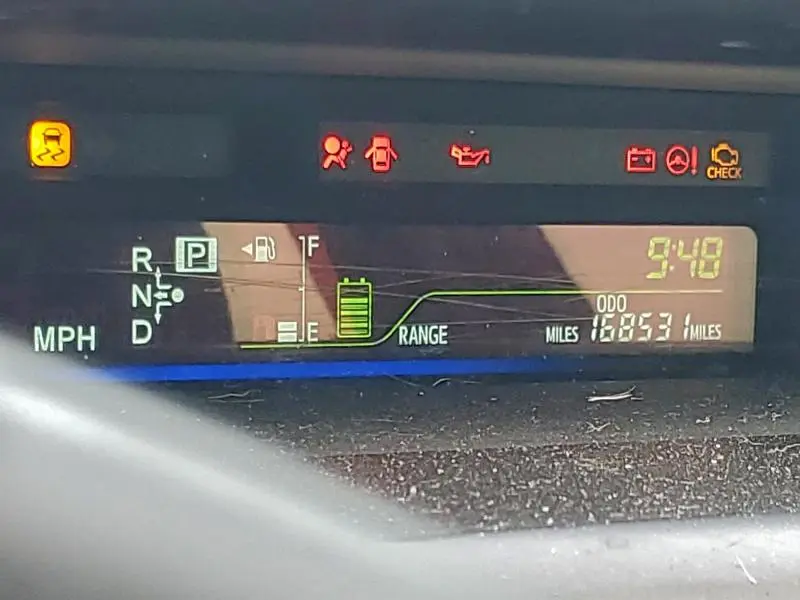 CHECK
R P F 9:48
N
D
ODO
MPH E RANGE MILES 168531 MILES